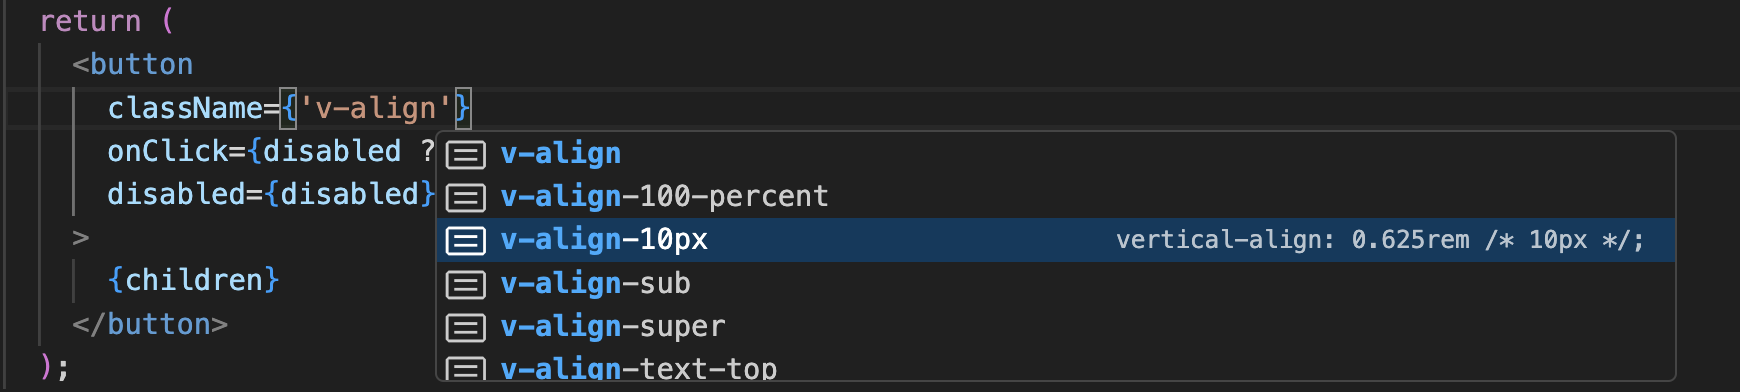 return (
<button
className={'v-align'}
onClick={disabled ?
disabled={disabled}
>
{children}
</button>
);
v-align
v-align-100-percent
v-align-10px vertical-align: 0.625rem /* 10px */;
v-align-sub
v-align-super
v-align-text-top